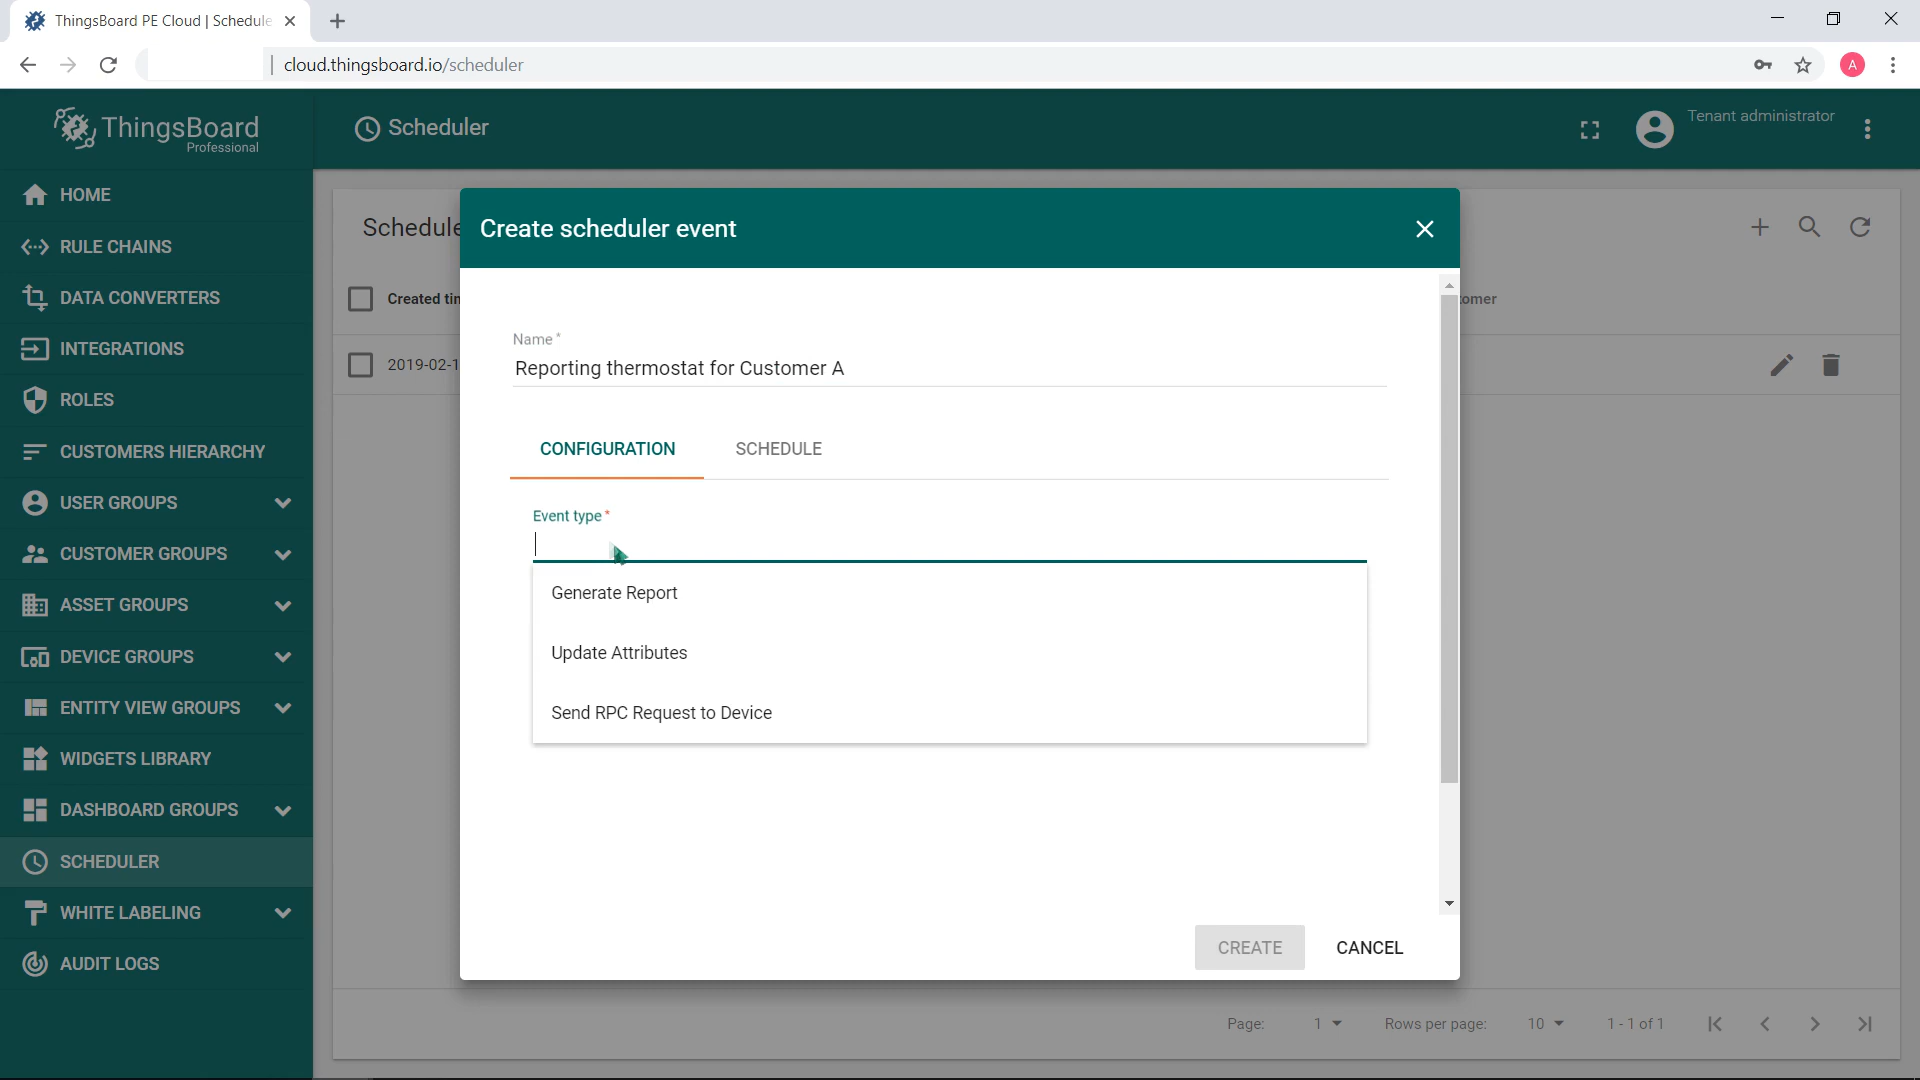 ThingsBoard PE Cloud | Schedule
cloud.thingsboard.io/scheduler
A
ThingsBoard
Professional
Scheduler
Tenant administrator
HOME
RULE CHAINS
DATA CONVERTERS
INTEGRATIONS
ROLES
CUSTOMERS HIERARCHY
USER GROUPS
CUSTOMER GROUPS
ASSET GROUPS
DEVICE GROUPS
ENTITY VIEW GROUPS
WIDGETS LIBRARY
DASHBOARD GROUPS
SCHEDULER
WHITE LABELING
AUDIT LOGS
Schedule
Created tim
omer
2019-02-1
Create scheduler event
Name *
Reporting thermostat for Customer A
CONFIGURATION SCHEDULE
Event type *
Generate Report
Update Attributes
Send RPC Request to Device
CREATE CANCEL
Page: 1 Rows per page: 10 1 - 1 of 1